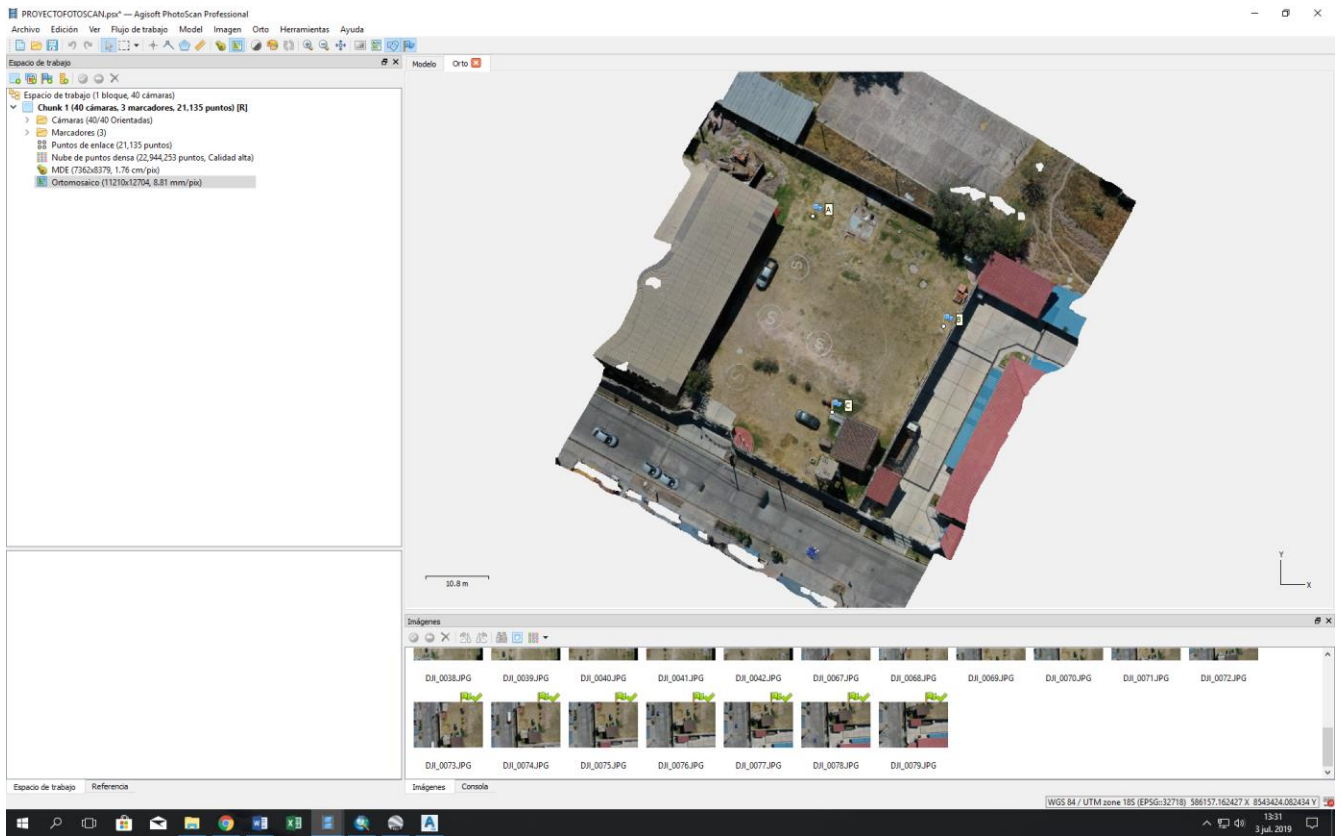 PROYECTOFOTOSCAN.psx* — Agisoft PhotoScan Professional
Archivo Edición Ver Flujo de trabajo Model Imagen Orto Herramientas Ayuda
Espacio de trabajo
Modelo Orto
Espacio de trabajo (1 bloque, 40 cámaras)
Chunk 1 (40 cámaras, 3 marcadores, 21,135 puntos) [R]
Cámaras (40/40 Orientadas)
Marcadores (3)
Puntos de enlace (21,135 puntos)
Nube de puntos densa (22,944,253 puntos, Calidad alta)
MDE (7362x8379, 1.76 cm/pix)
Ortomosaico (11210x12704, 8.81 mm/pix)
A
S
B
S
S
S
C
10.8 m
Y
X
Imágenes
DJI_0038.JPG DJI_0039.JPG DJI_0040.JPG DJI_0041.JPG DJI_0042.JPG DJI_0067.JPG DJI_0068.JPG DJI_0069.JPG DJI_0070.JPG DJI_0071.JPG DJI_0072.JPG
DJI_0073.JPG DJI_0074.JPG DJI_0075.JPG DJI_0076.JPG DJI_0077.JPG DJI_0078.JPG DJI_0079.JPG
Espacio de trabajo Referencia
Imágenes Consola
WGS 84 / UTM zone 18S (EPSG::32718) 586157.162427 X 8543424.082434 Y
13:31
3 jul. 2019